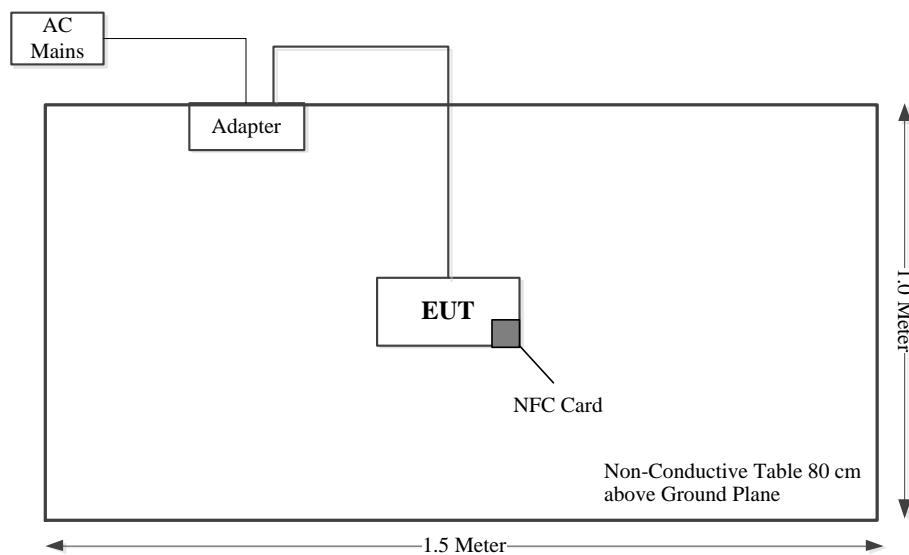 AC
Mains
Adapter
EUT
NFC Card
Non-Conductive Table 80 cm
above Ground Plane
1.0 Meter
1.5 Meter